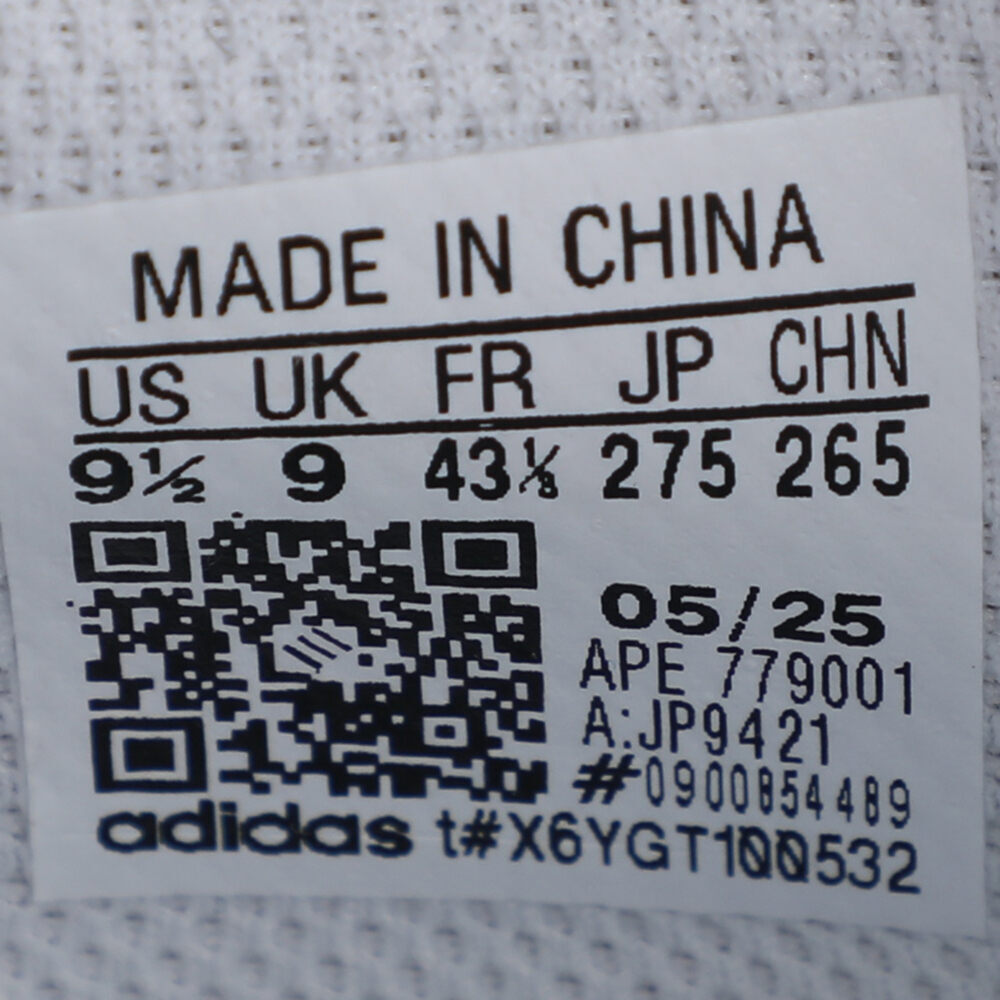 MADE IN CHINA
US UK FR JP CHN
9½ 9 43⅓ 275 265
05/25
APE 779001
A:JP9421
#0900854489
adidas t#X6YGT100532